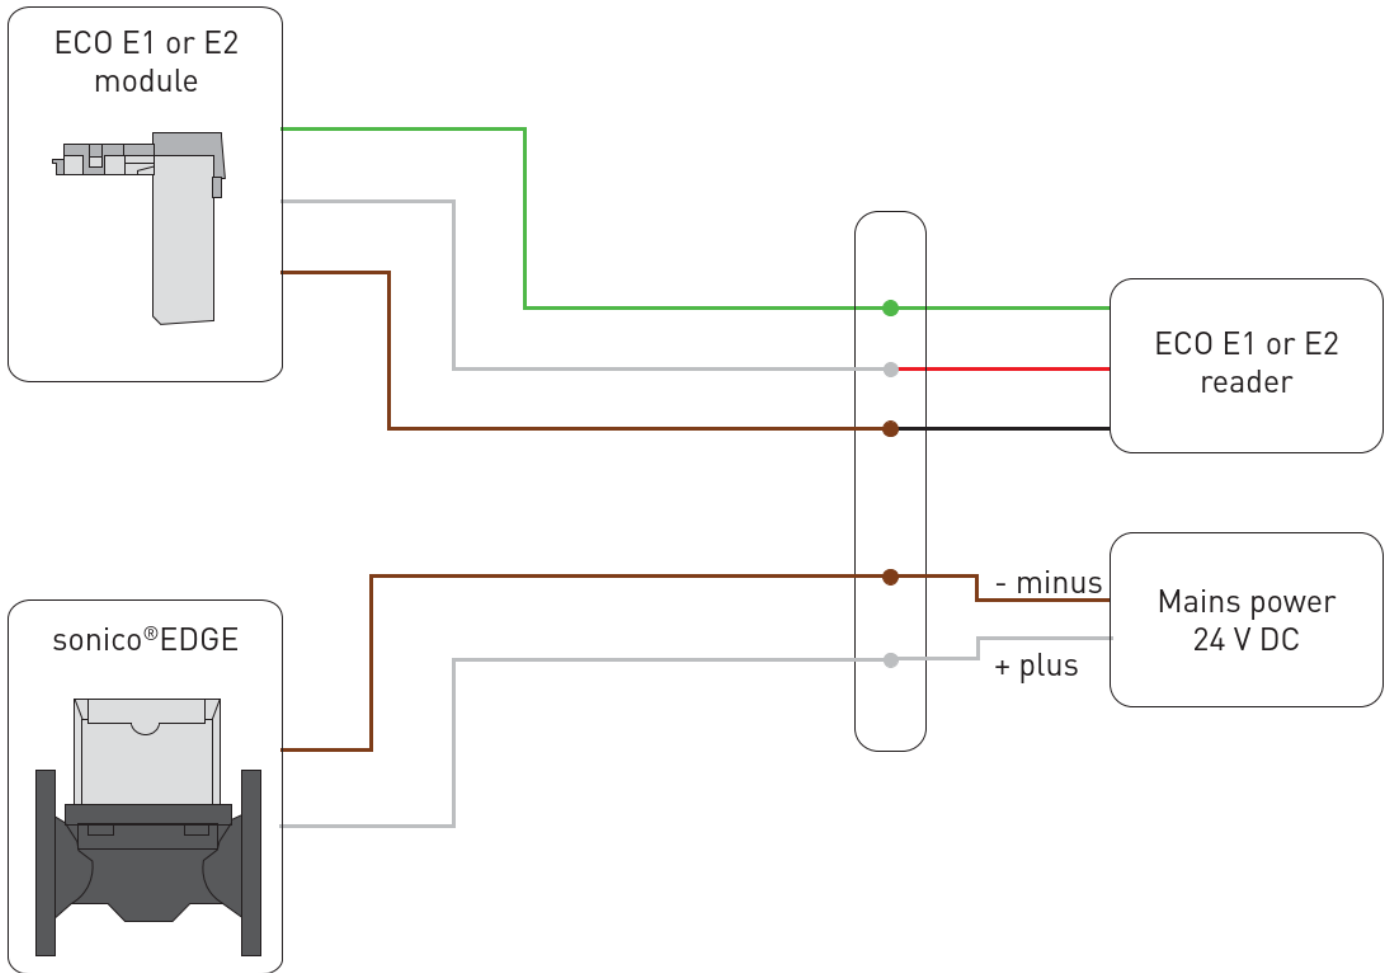 ECO E1 or E2
module
ECO E1 or E2
reader
- minus
+ plus
Mains power
24 V DC
sonico®EDGE